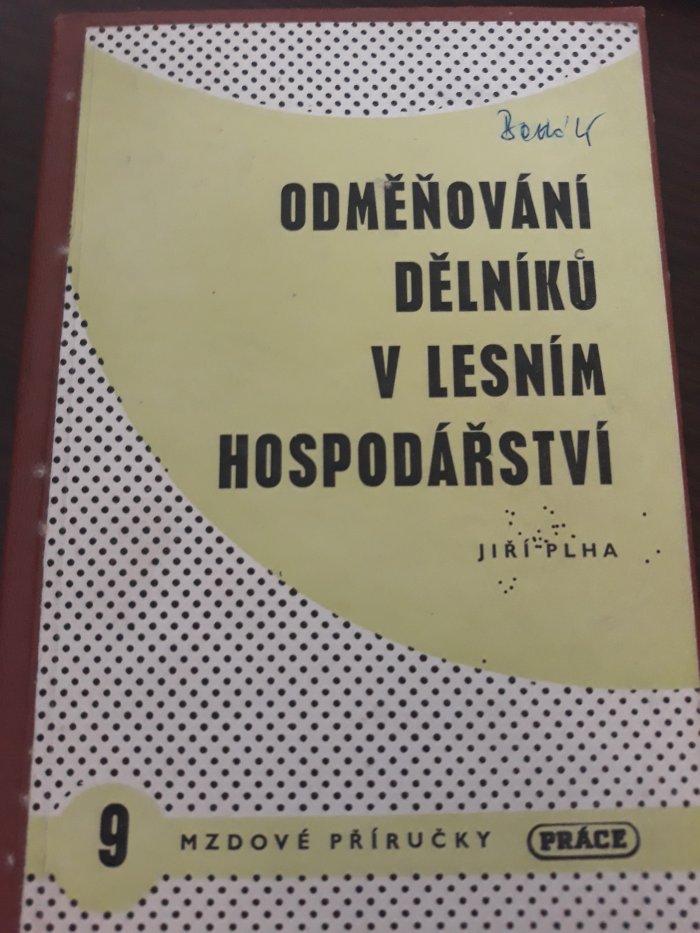 ODMĚŇOVÁNÍ
DĚLNÍKŮ
V LESNÍM
HOSPODÁŘSTVÍ
JIŘÍ PLHA
9 MZDOVÉ PŘÍRUČKY PRÁCE